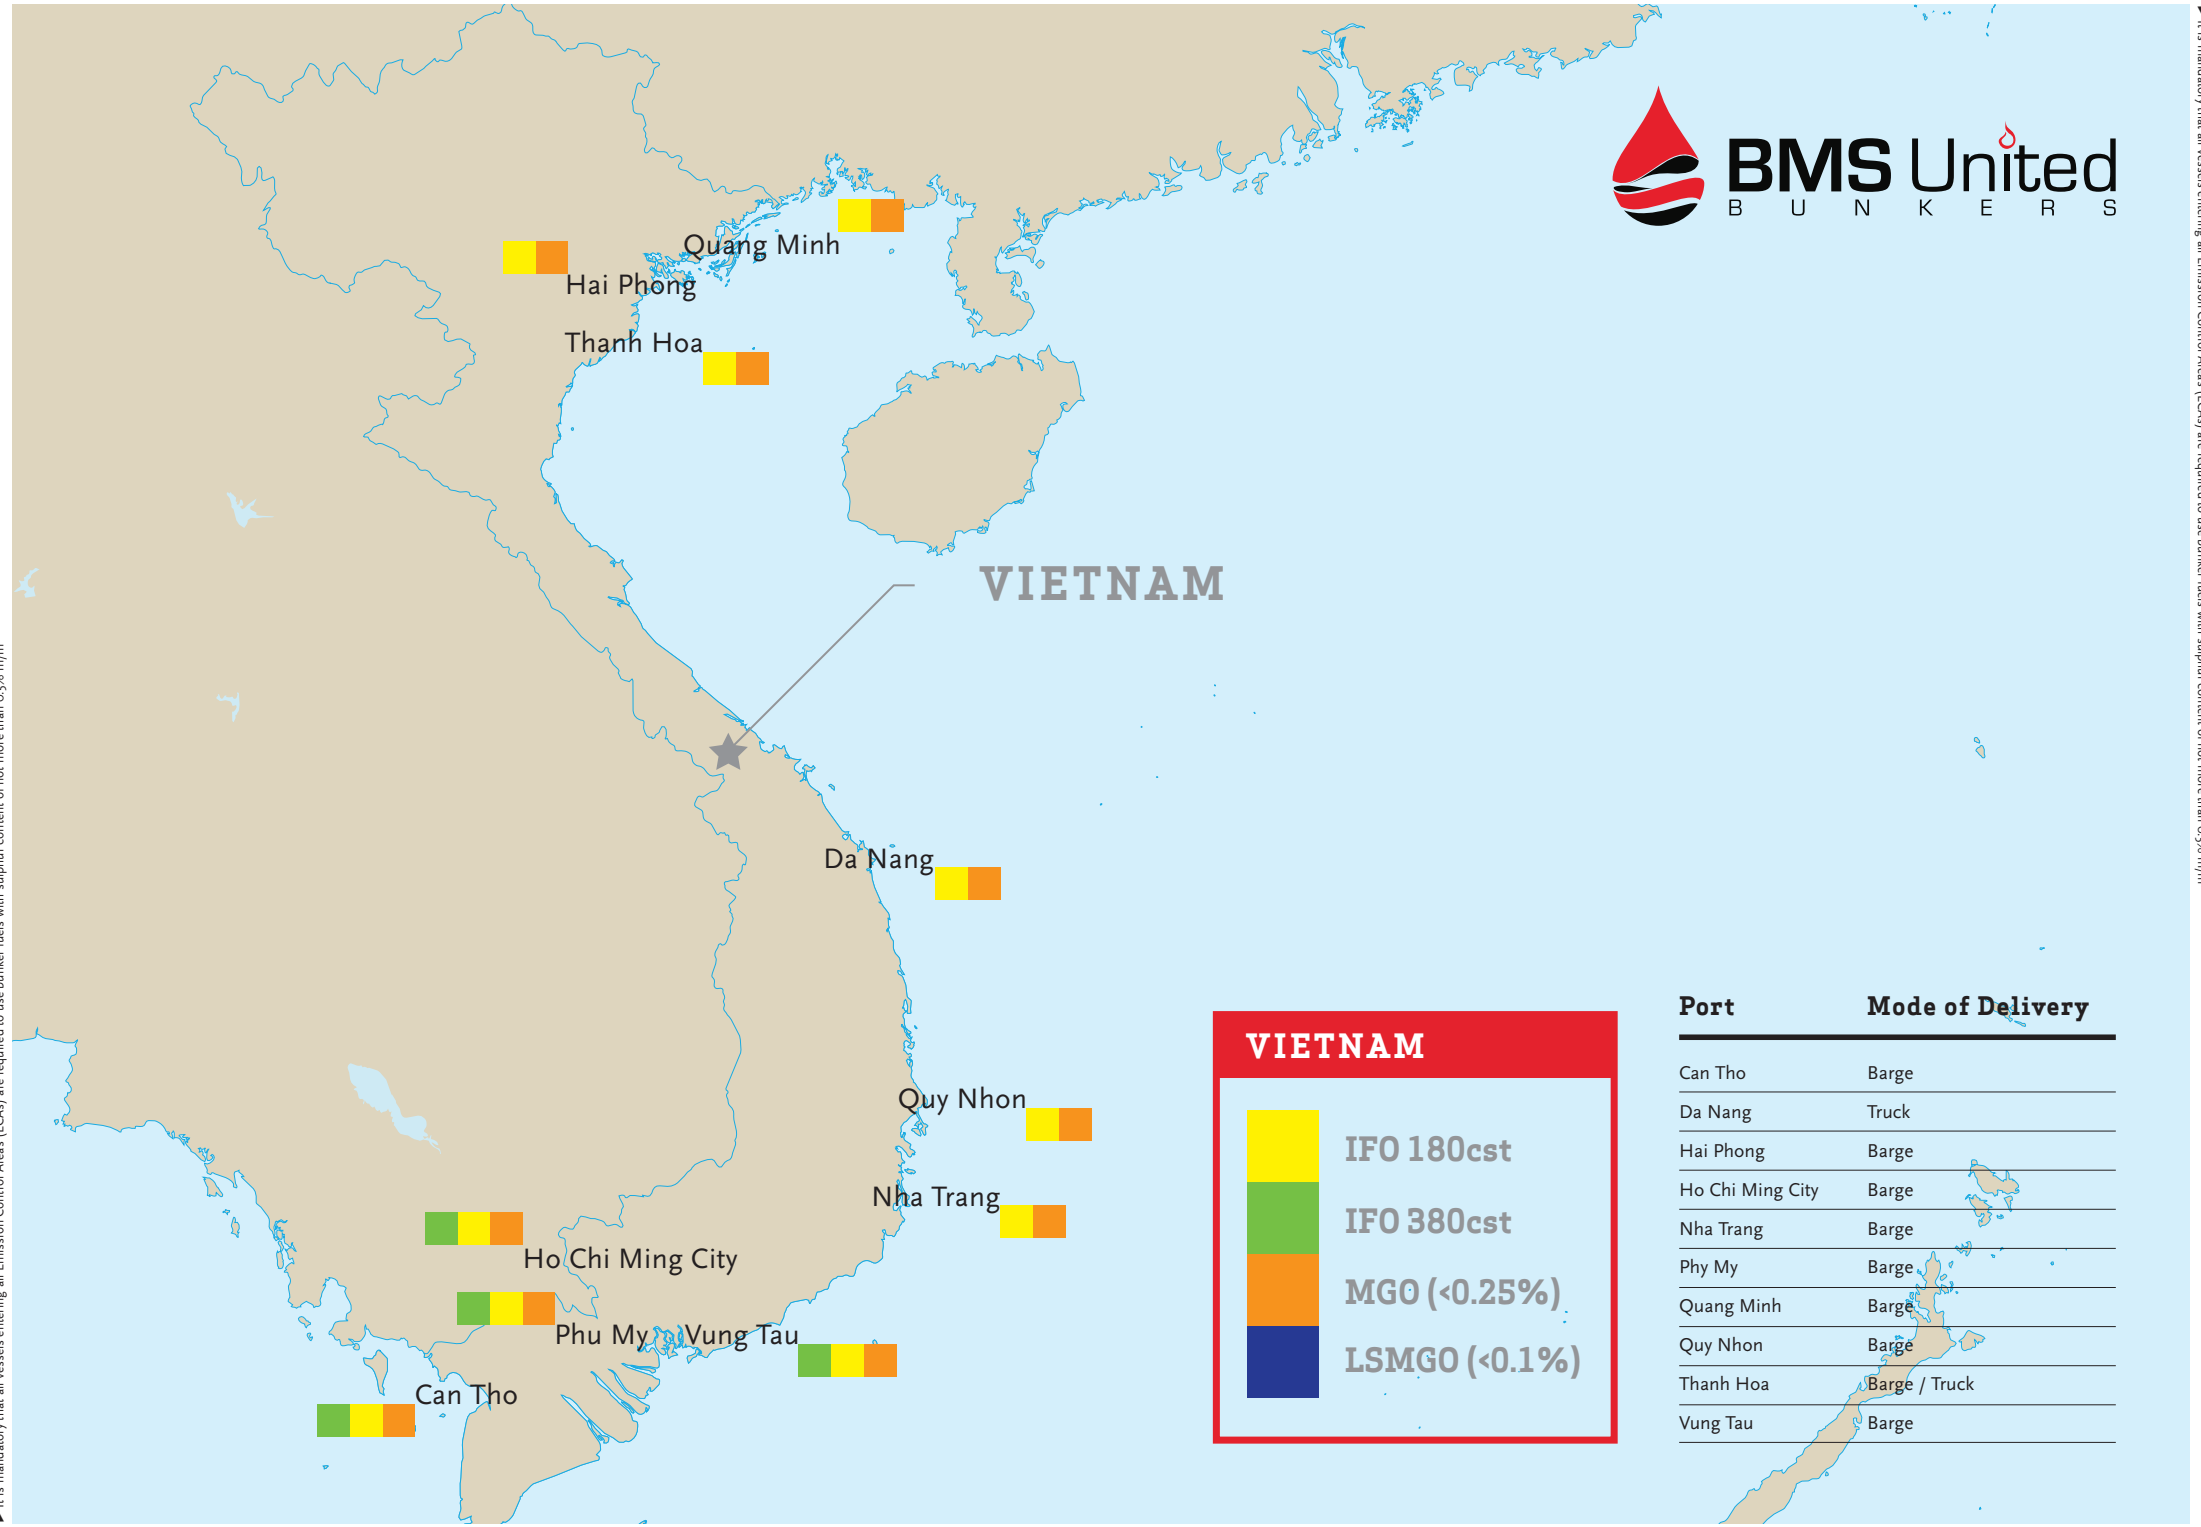 BMS United
BUNKERS
Quang Minh
Hai Phong
Thanh Hoa
VIETNAM
Da Nang
Quy Nhon
Nha Trang
Ho Chi Ming City
Phu My
Vung Tau
Can Tho
VIETNAM
IFO 180cst
IFO 380cst
MGO (<0.25%)
LSMGO (<0.1%)
Port Mode of Delivery
Can Tho Barge
Da Nang Truck
Hai Phong Barge
Ho Chi Ming City Barge
Nha Trang Barge
Phy My Barge
Quang Minh Barge
Quy Nhon Barge
Thanh Hoa Barge / Truck
Vung Tau Barge